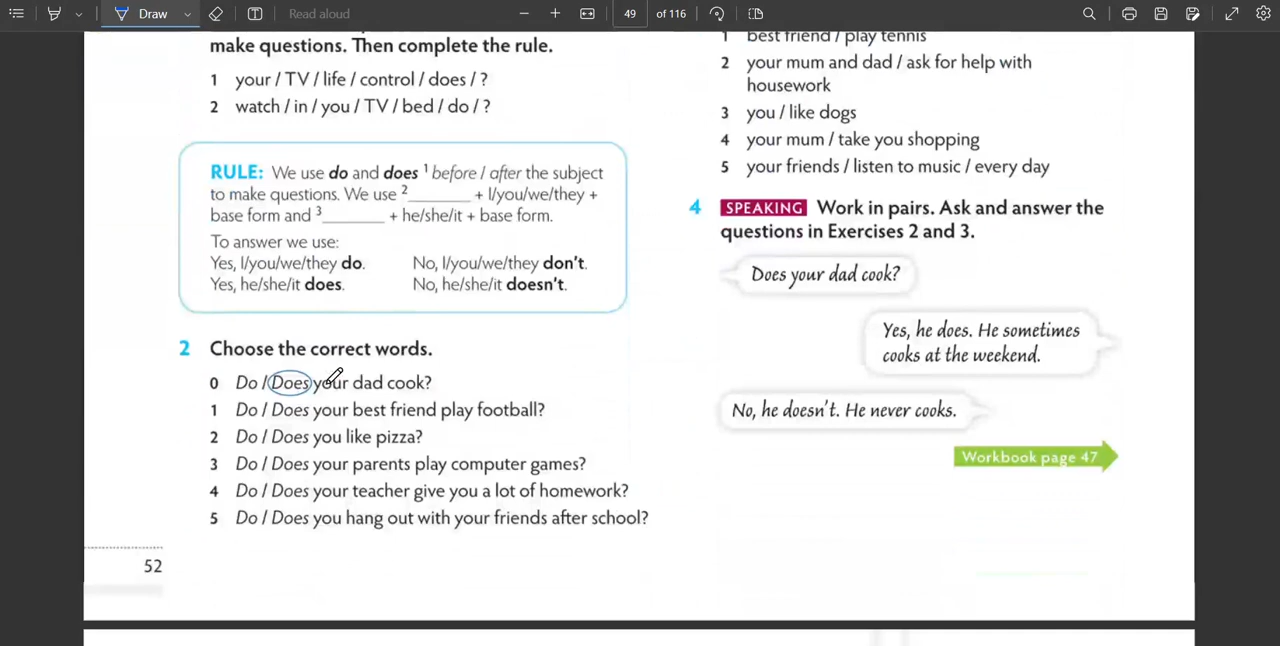 Draw
Read aloud
49 of 116
make questions. Then complete the rule.
1 your / TV / life / control / does / ?
2 watch / in / you / TV / bed / do / ?
RULE: We use do and does ¹ before / after the subject
to make questions. We use ² _______ + I/you/we/they +
base form and ³ _______ + he/she/it + base form.
To answer we use:
Yes, I/you/we/they do. No, I/you/we/they don't.
Yes, he/she/it does. No, he/she/it doesn't.
2 Choose the correct words.
0 Do / Does your dad cook?
1 Do / Does your best friend play football?
2 Do / Does you like pizza?
3 Do / Does your parents play computer games?
4 Do / Does your teacher give you a lot of homework?
5 Do / Does you hang out with your friends after school?
52
1 best friend / play tennis
2 your mum and dad / ask for help with
housework
3 you / like dogs
4 your mum / take you shopping
5 your friends / listen to music / every day
4 SPEAKING Work in pairs. Ask and answer the
questions in Exercises 2 and 3.
Does your dad cook?
Yes, he does. He sometimes
cooks at the weekend.
No, he doesn't. He never cooks.
Workbook page 47